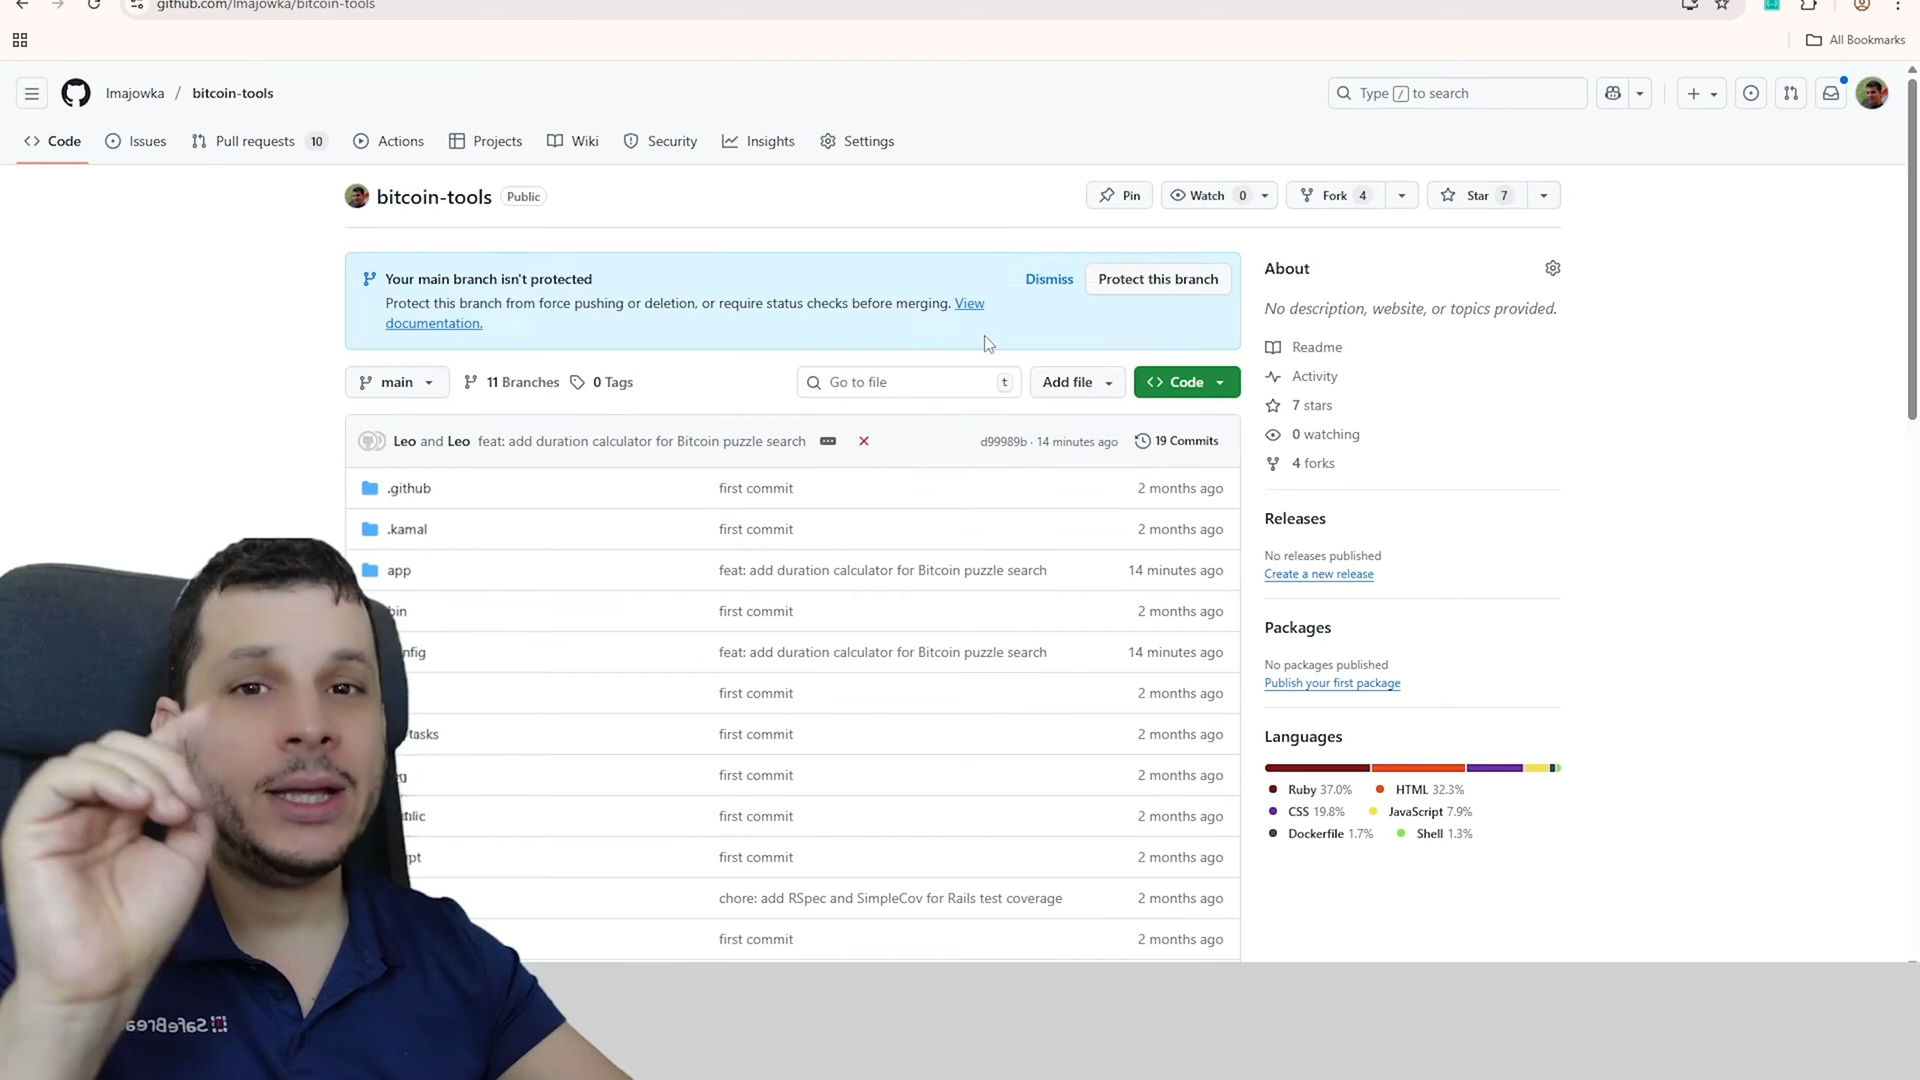 github.com/lmajowka/bitcoin-tools
All Bookmarks
lmajowka / bitcoin-tools
Type / to search
Code Issues Pull requests 10 Actions Projects Wiki Security Insights Settings
bitcoin-tools Public
Pin Watch 0 Fork 4 Star 7
Your main branch isn't protected
Dismiss Protect this branch
Protect this branch from force pushing or deletion, or require status checks before merging. View
documentation.
main 11 Branches 0 Tags Go to file t Add file Code
Leo and Leo feat: add duration calculator for Bitcoin puzzle search d99989b · 14 minutes ago 19 Commits
.github first commit 2 months ago
.kamal first commit 2 months ago
app feat: add duration calculator for Bitcoin puzzle search 14 minutes ago
bin first commit 2 months ago
nfig feat: add duration calculator for Bitcoin puzzle search 14 minutes ago
first commit 2 months ago
tasks first commit 2 months ago
first commit 2 months ago
first commit 2 months ago
first commit 2 months ago
chore: add RSpec and SimpleCov for Rails test coverage 2 months ago
first commit 2 months ago
About
No description, website, or topics provided.
Readme
Activity
7 stars
0 watching
4 forks
Releases
No releases published
Create a new release
Packages
No packages published
Publish your first package
Languages
Ruby 37.0% HTML 32.3%
CSS 19.8% JavaScript 7.9%
Dockerfile 1.7% Shell 1.3%